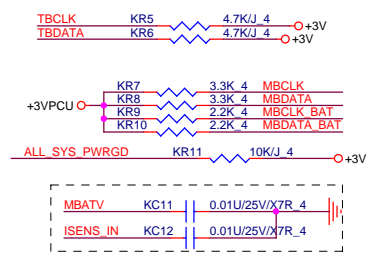 TBCLK KR5 4.7K/J_4 +3V
TBDATA KR6 4.7K/J_4 +3V
KR7 3.3K_4 MBCLK
KR8 3.3K_4 MBDATA
+3VPCU KR9 2.2K_4 MBCLK_BAT
KR10 2.2K_4 MBDATA_BAT
ALL_SYS_PWRGD KR11 10K/J_4 +3V
MBATV KC11 0.01U/25V/X7R_4
ISENS_IN KC12 0.01U/25V/X7R_4